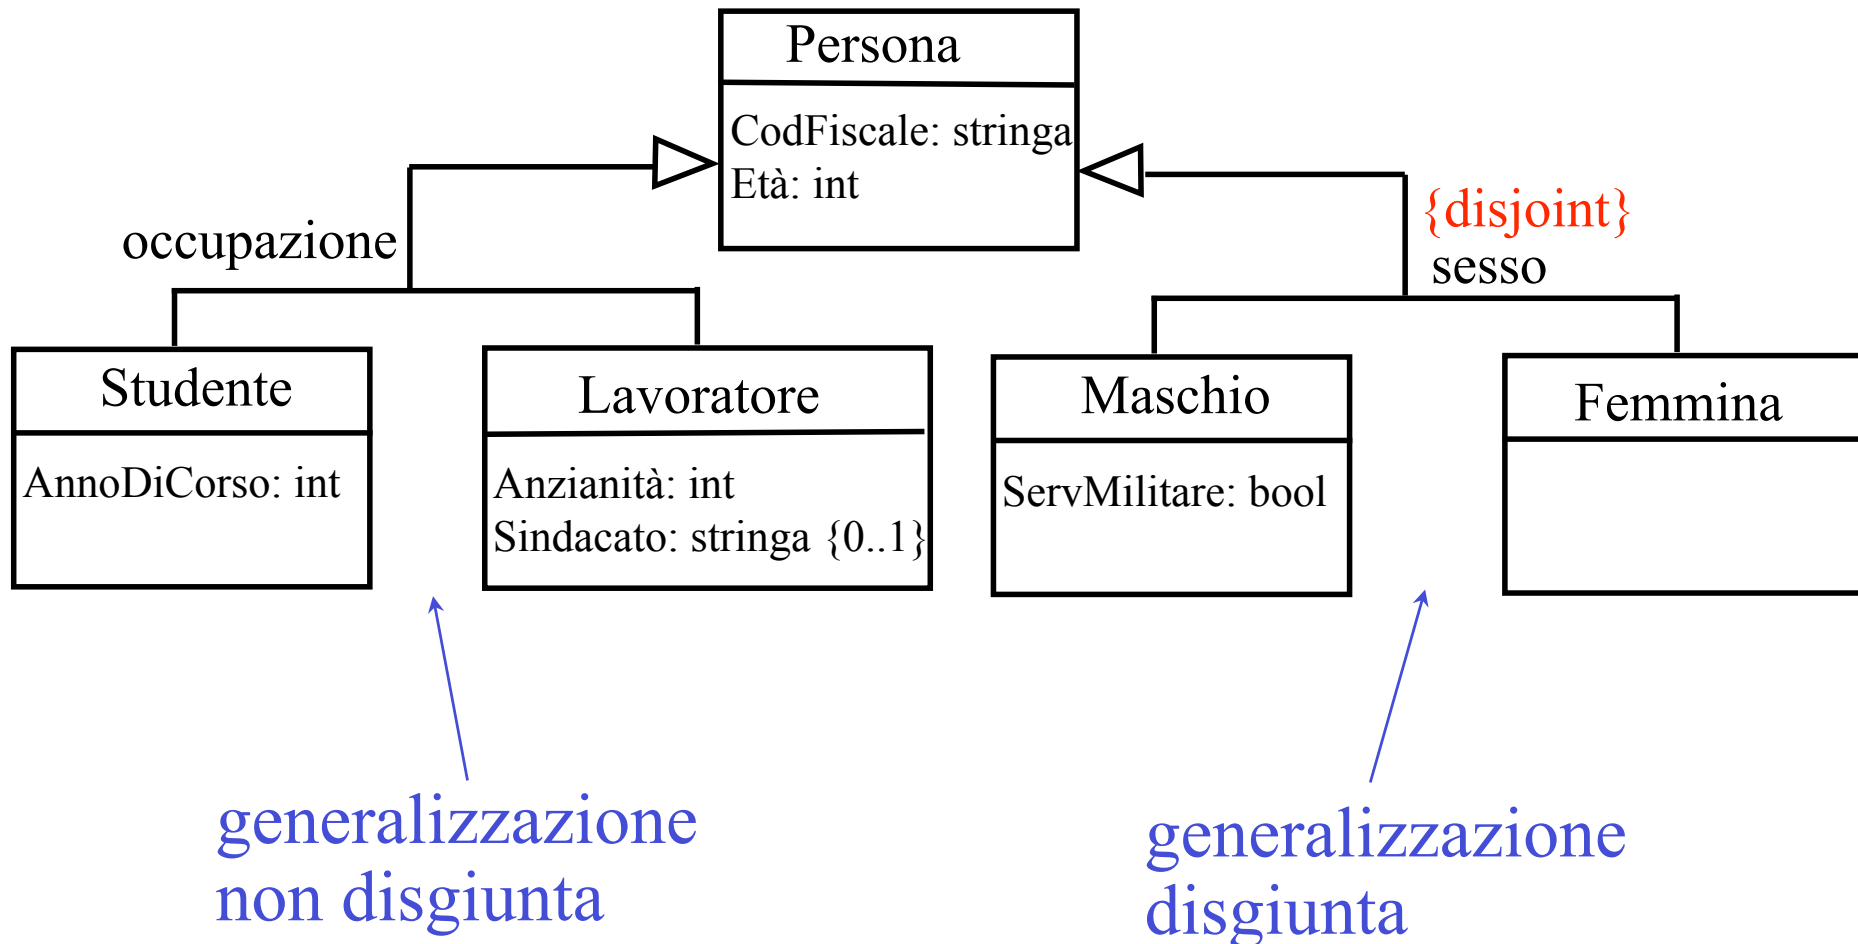 Persona
CodFiscale: stringa
Età: int
occupazione
{disjoint}
sesso
Studente
AnnoDiCorso: int
Lavoratore
Anzianità: int
Sindacato: stringa {0..1}
Maschio
ServMilitare: bool
Femmina
generalizzazione
non disgiunta
generalizzazione
disgiunta